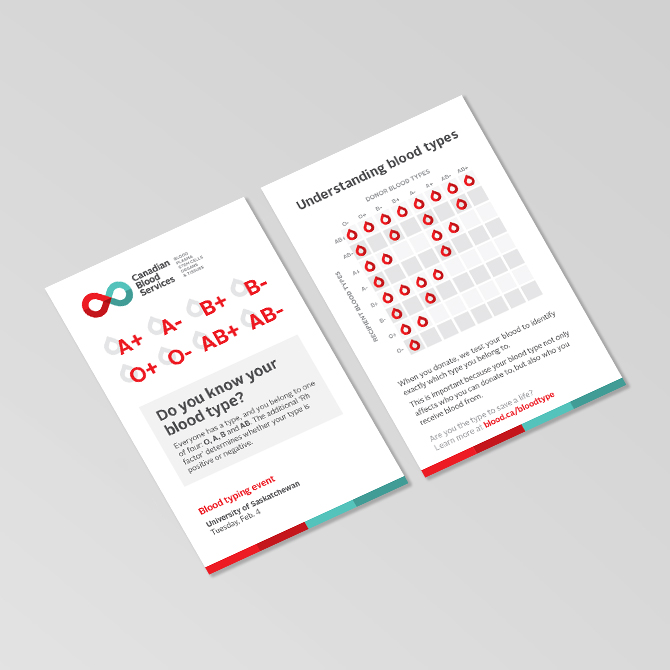 Canadian
Blood
Services
BLOOD
PLASMA
STEM CELLS
ORGANS
& TISSUES
A+ A- B+ B-
O+ O- AB+ AB-
Do you know your
blood type?
Everyone has a type, and you belong to one
of four: O, A, B and AB. The additional 'Rh
factor' determines whether your type is
positive or negative.
Blood typing event
University of Saskatchewan
Tuesday, Feb. 4
Understanding blood types
DONOR BLOOD TYPES
O- O+ B- B+ A- A+ AB- AB+
RECIPIENT BLOOD TYPES
AB+
AB-
A+
A-
B+
B-
O+
O-
When you donate, we test your blood to identify
exactly which type you belong to.
This is important because your blood type not only
affects who you can donate to, but also who you
receive blood from.
Are you the type to save a life?
Learn more at blood.ca/bloodtype